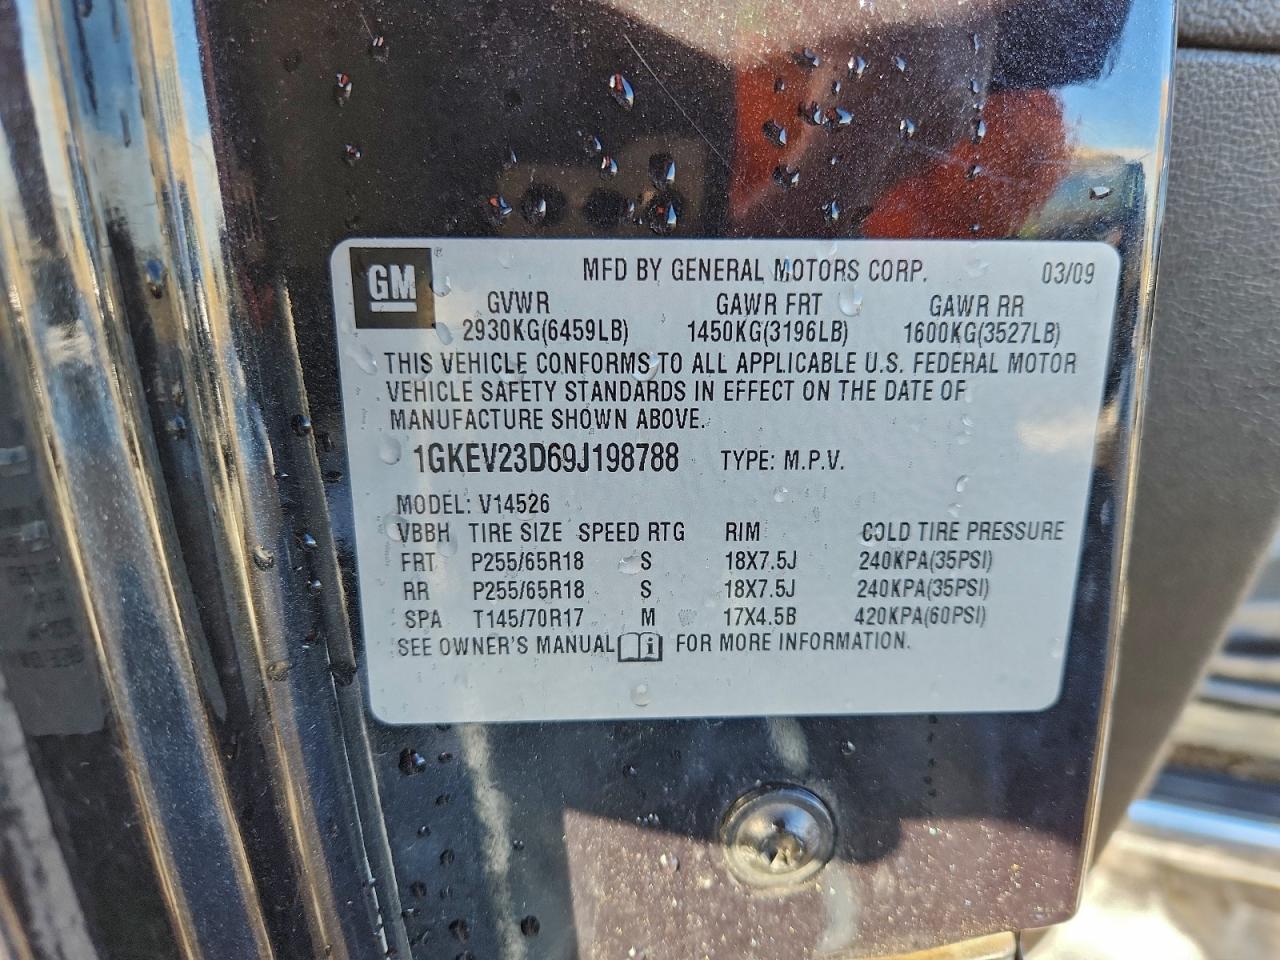 GM
MFD BY GENERAL MOTORS CORP. 03/09
GVWR GAWR FRT GAWR RR
2930KG(6459LB) 1450KG(3196LB) 1600KG(3527LB)
THIS VEHICLE CONFORMS TO ALL APPLICABLE U.S. FEDERAL MOTOR
VEHICLE SAFETY STANDARDS IN EFFECT ON THE DATE OF
MANUFACTURE SHOWN ABOVE.
1GKEV23D69J198788 TYPE: M.P.V.
MODEL: V14526
VBBH TIRE SIZE SPEED RTG RIM COLD TIRE PRESSURE
FRT P255/65R18 S 18X7.5J 240KPA(35PSI)
RR P255/65R18 S 18X7.5J 240KPA(35PSI)
SPA T145/70R17 M 17X4.5B 420KPA(60PSI)
SEE OWNER'S MANUAL i FOR MORE INFORMATION.